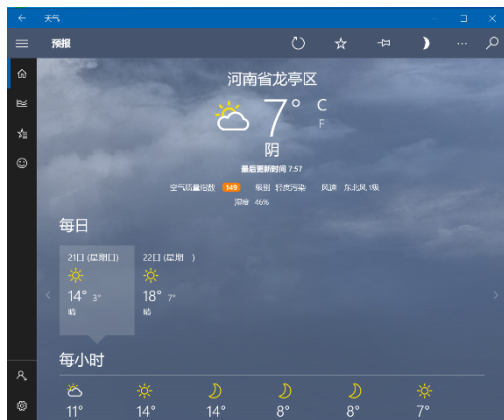 天气
预报
河南省龙亭区
7° C
F
阴
最后更新时间 7:57
空气质量指数 149 级别 轻度污染 风速 东北风 1级
湿度 46%
每日
21日 (星期日) 22日 (星期 )
14° 3° 18° 7°
晴 晴
每小时
11° 14° 14° 8° 8° 7°